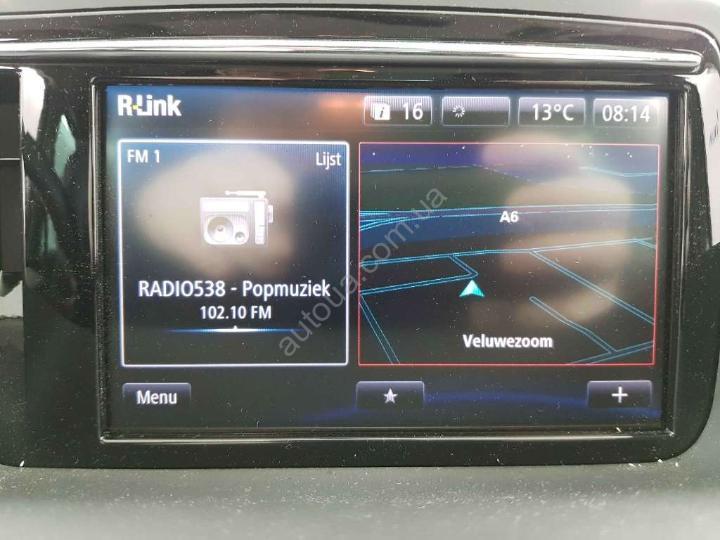 R-Link
i 16
13°C
08:14
FM 1
Lijst
RADIO538 - Popmuziek
102.10 FM
A6
Veluwezoom
Menu
+
autoua.com.ua